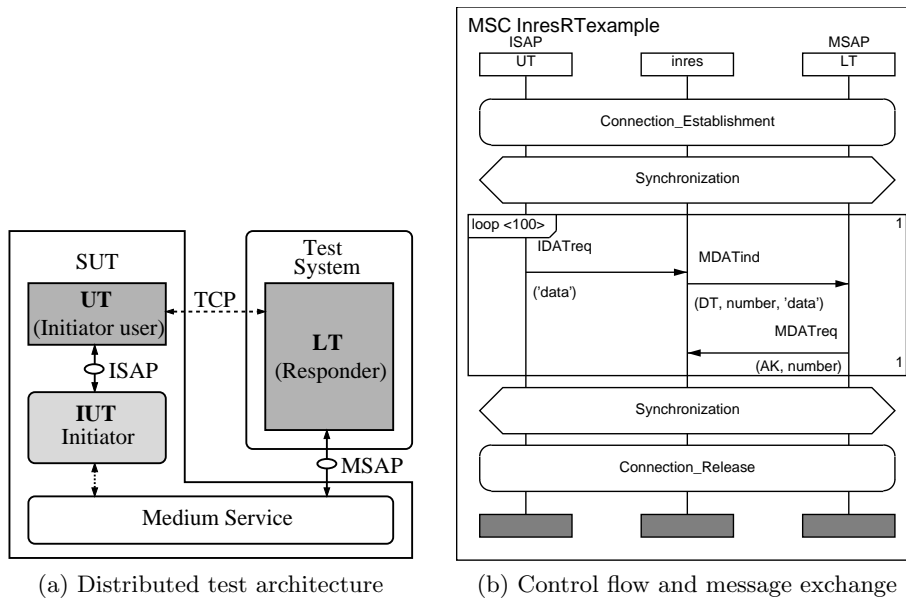 SUT
UT
(Initiator user)
TCP
Test
System
LT
(Responder)
ISAP
IUT
Initiator
MSAP
Medium Service
(a) Distributed test architecture
MSC InresRTexample
ISAP
MSAP
UT
inres
LT
Connection_Establishment
Synchronization
loop <100>
1
IDATreq
MDATind
('data')
(DT, number, 'data')
MDATreq
(AK, number)
1
Synchronization
Connection_Release
(b) Control flow and message exchange